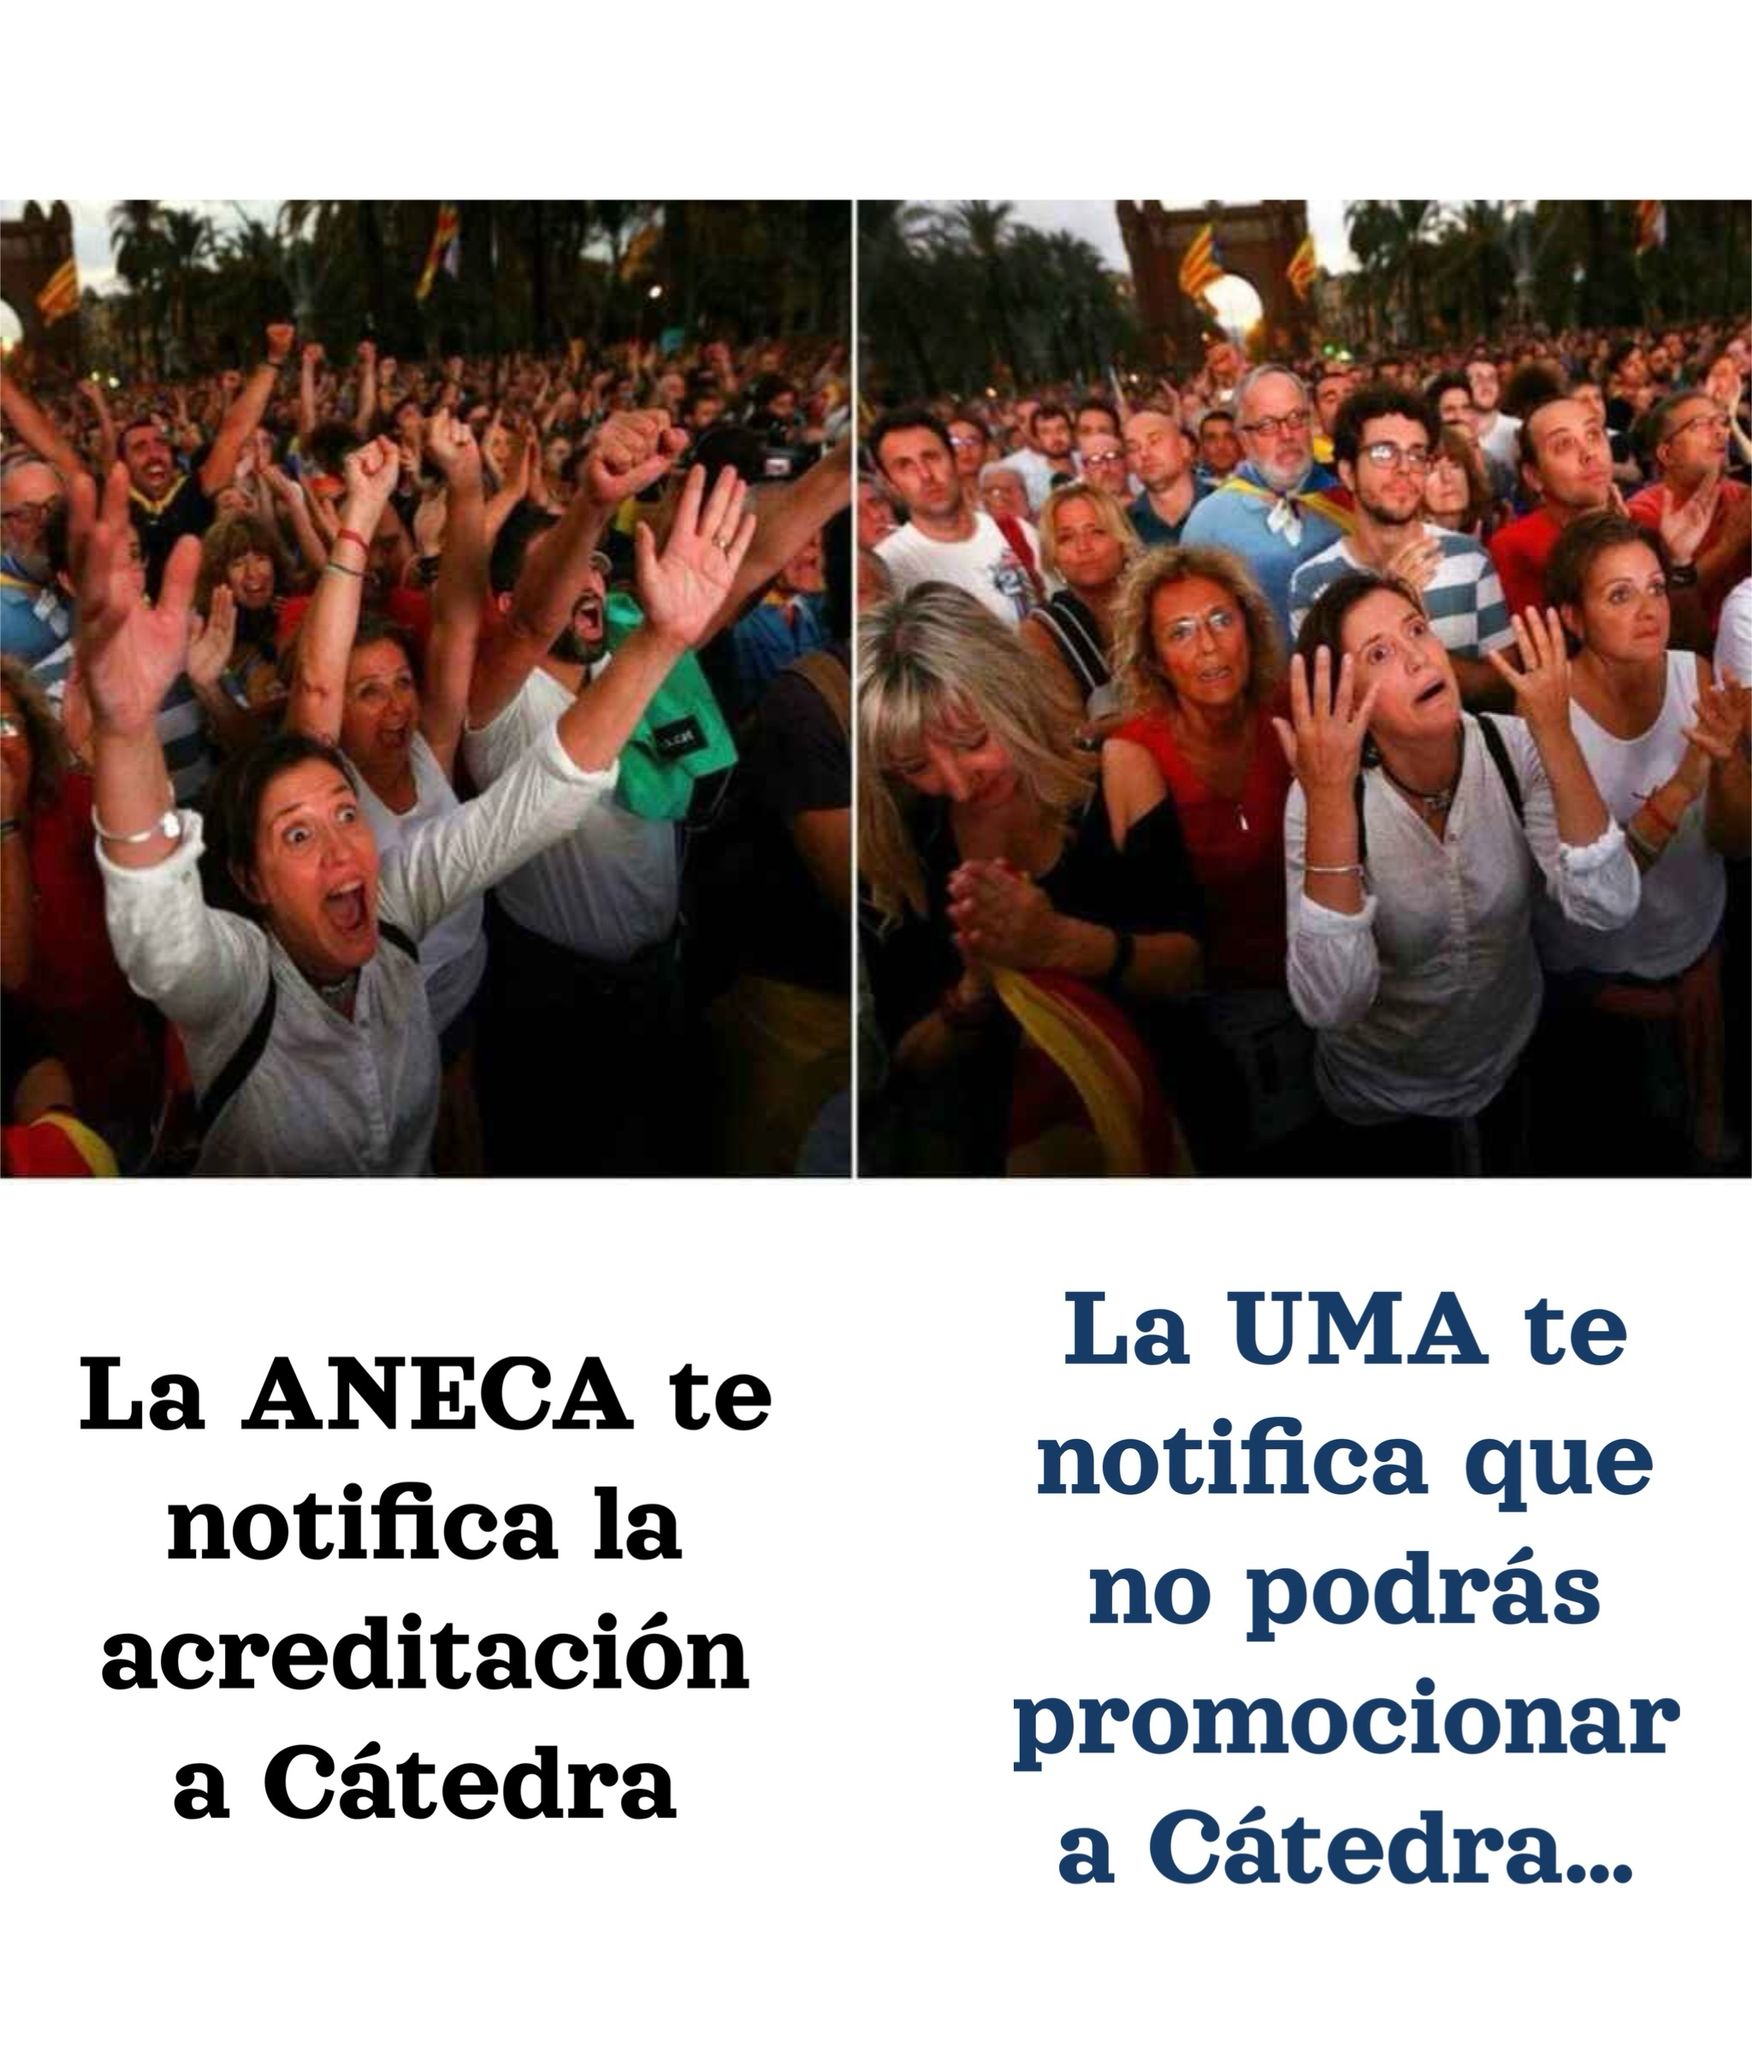 La ANECA te
notifica la
acreditación
a Cátedra
La UMA te
notifica que
no podrás
promocionar
a Cátedra...